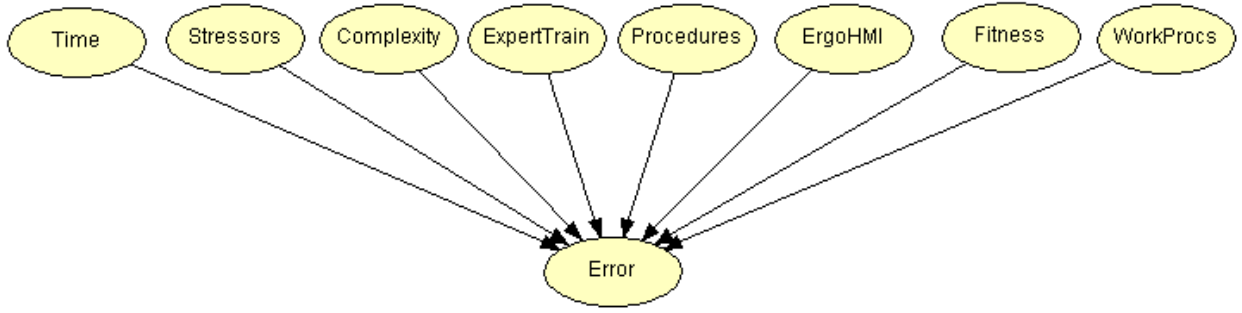 Time
Stressors
Complexity
ExpertTrain
Procedures
ErgoHMI
Fitness
WorkProcs
Error